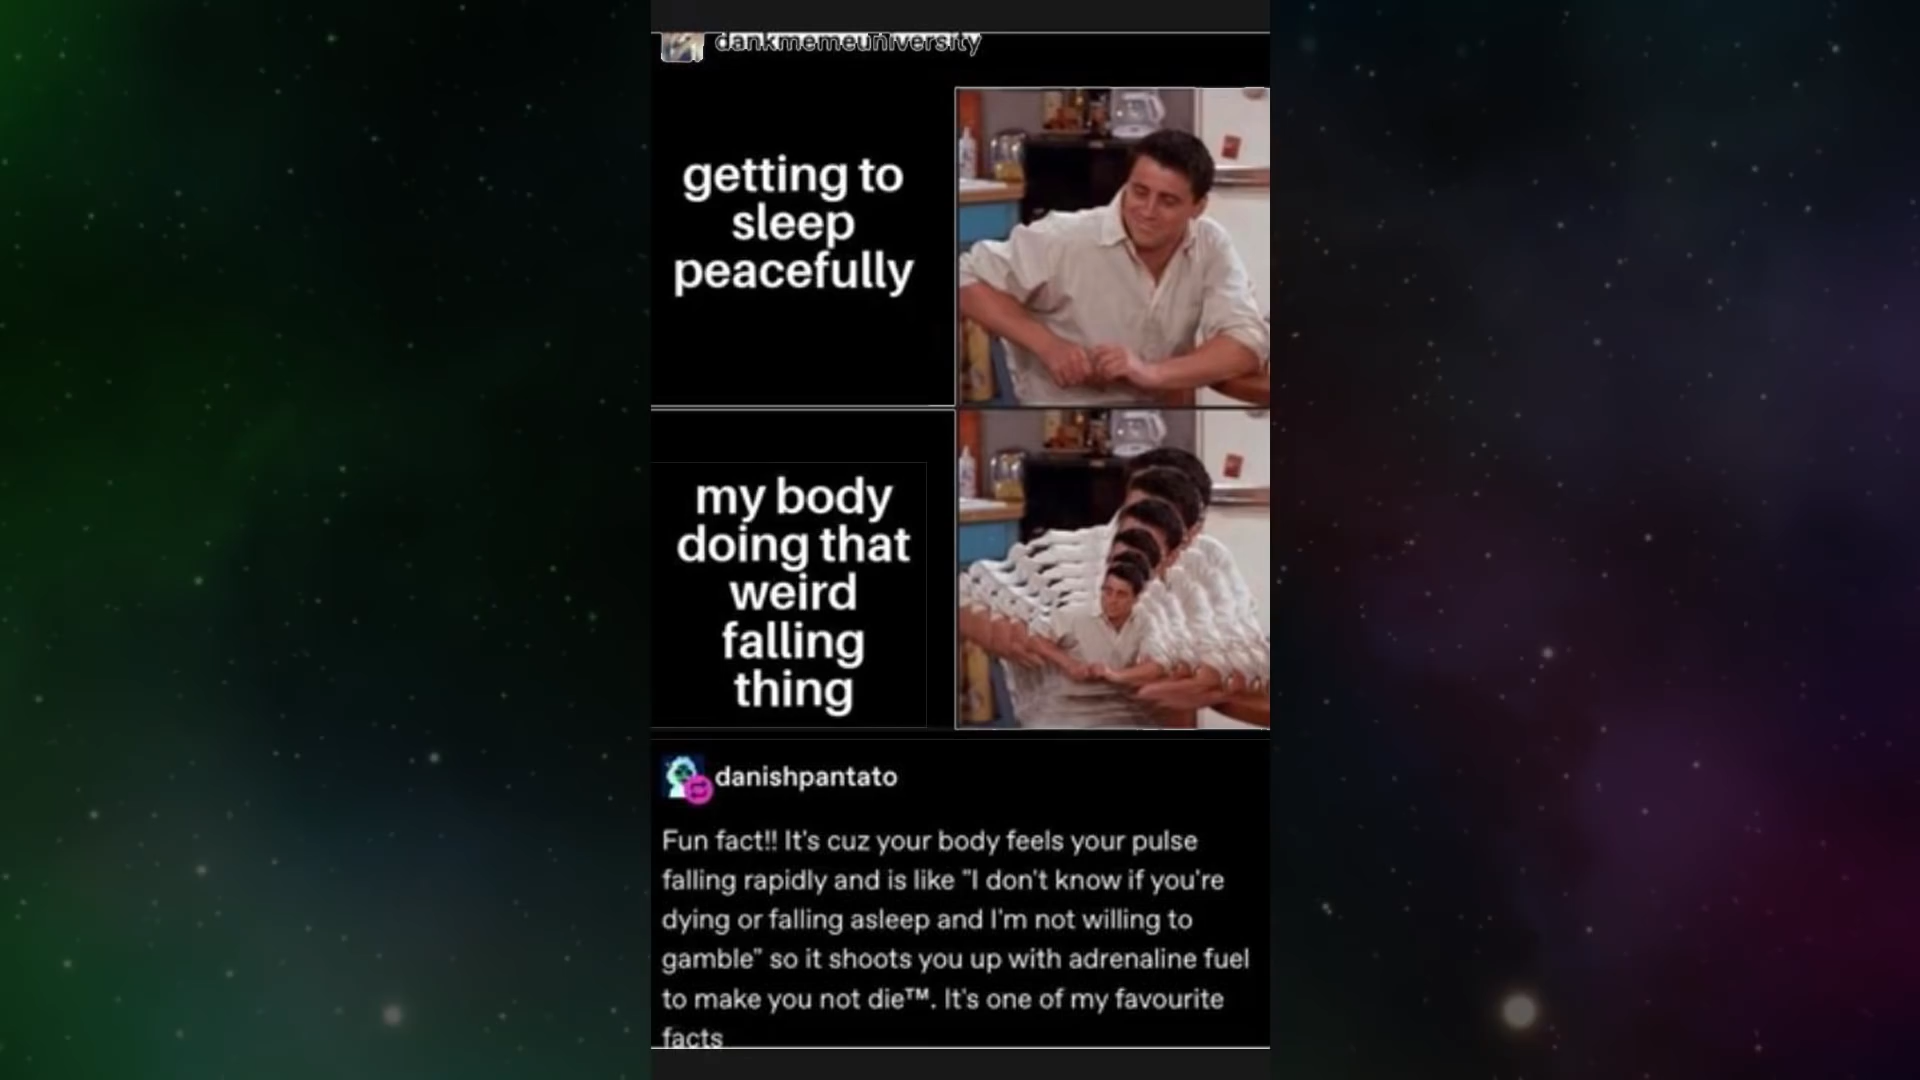 dankmemeuniversity
getting to
sleep
peacefully
my body
doing that
weird
falling
thing
danishpantato
Fun fact!! It's cuz your body feels your pulse
falling rapidly and is like "I don't know if you're
dying or falling asleep and I'm not willing to
gamble" so it shoots you up with adrenaline fuel
to make you not die™. It's one of my favourite
facts